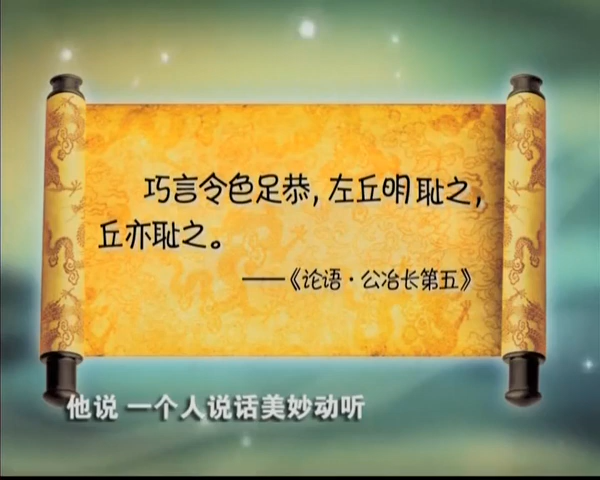 巧言令色足恭，左丘明耻之，
丘亦耻之。
——《论语·公冶长第五》
他说 一个人说话美妙动听